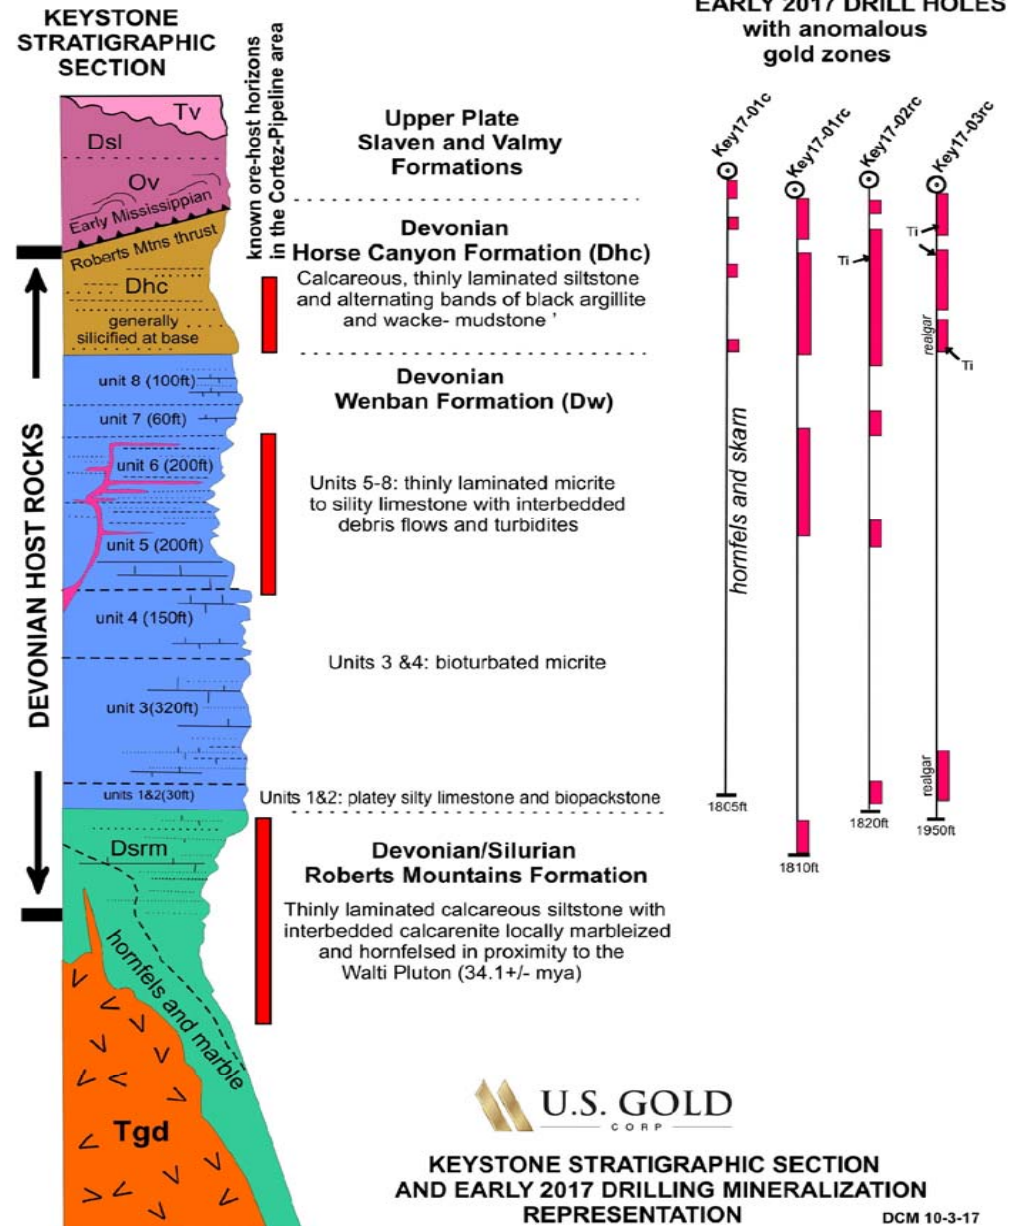 KEYSTONE
STRATIGRAPHIC
SECTION
known ore-host horizons
in the Cortez-Pipeline area
EARLY 2017 DRILL HOLES
with anomalous
gold zones
Tv
Dsl
Ov
Early Mississippian
Roberts Mtns thrust
Dhc
generally
silicified at base
unit 8 (100ft)
unit 7 (60ft)
unit 6 (200ft)
unit 5 (200ft)
unit 4 (150ft)
unit 3(320ft)
units 1&2(30ft)
Dsrm
hornfels and marble
Tgd
DEVONIAN HOST ROCKS
Upper Plate
Slaven and Valmy
Formations
Devonian
Horse Canyon Formation (Dhc)
Calcareous, thinly laminated siltstone
and alternating bands of black argillite
and wacke- mudstone '
Devonian
Wenban Formation (Dw)
Units 5-8: thinly laminated micrite
to sility limestone with interbedded
debris flows and turbidites
Units 3 &4: bioturbated micrite
Units 1&2: platey silty limestone and biopackstone
Devonian/Silurian
Roberts Mountains Formation
Thinly laminated calcareous siltstone with
interbedded calcarenite locally marbleized
and hornfelsed in proximity to the
Walti Pluton (34.1+/- mya)
Key17-01c
Key17-01rc
Key17-02rc
Key17-03rc
Ti
Ti
realgar
Ti
hornfels and skarn
realgar
1805ft
1810ft
1820ft
1950ft
U.S. GOLD
CORP
KEYSTONE STRATIGRAPHIC SECTION
AND EARLY 2017 DRILLING MINERALIZATION
REPRESENTATION
DCM 10-3-17